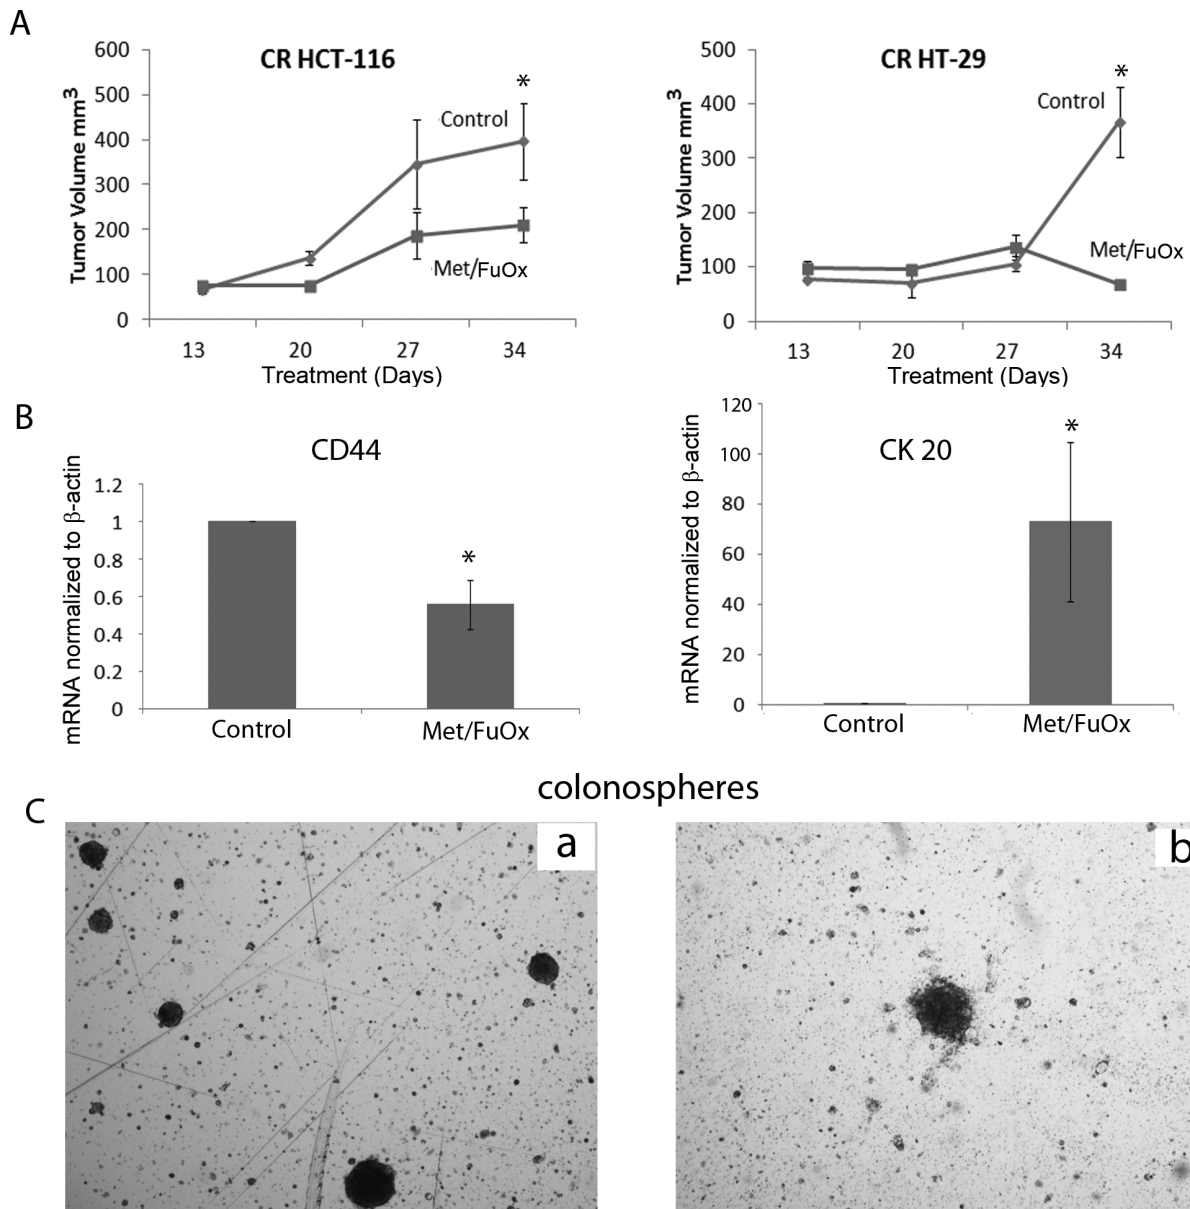 A
CR HCT-116
Tumor Volume mm3
600
500
400
300
200
100
0
*
Control
Met/FuOx
13 20 27 34
Treatment (Days)
CR HT-29
Tumor Volume mm3
500
400
300
200
100
0
*
Control
Met/FuOx
13 20 27 34
Treatment (Days)
B
CD44
mRNA normalized to β-actin
1.2
1
0.8
0.6
0.4
0.2
0
*
Control Met/FuOx
CK 20
mRNA normalized to β-actin
120
100
80
60
40
20
0
*
Control Met/FuOx
colonospheres
C
a
b